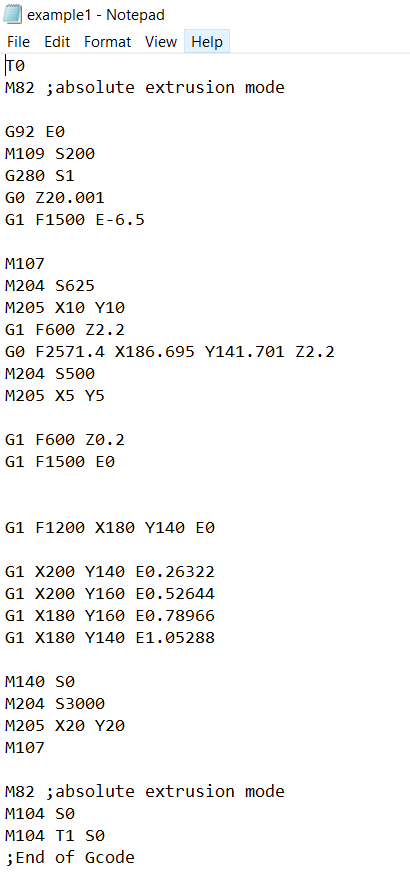 example1 - Notepad
File Edit Format View Help
T0
M82 ;absolute extrusion mode
G92 E0
M109 S200
G280 S1
G0 Z20.001
G1 F1500 E-6.5
M107
M204 S625
M205 X10 Y10
G1 F600 Z2.2
G0 F2571.4 X186.695 Y141.701 Z2.2
M204 S500
M205 X5 Y5
G1 F600 Z0.2
G1 F1500 E0
G1 F1200 X180 Y140 E0
G1 X200 Y140 E0.26322
G1 X200 Y160 E0.52644
G1 X180 Y160 E0.78966
G1 X180 Y140 E1.05288
M140 S0
M204 S3000
M205 X20 Y20
M107
M82 ;absolute extrusion mode
M104 S0
M104 T1 S0
;End of Gcode